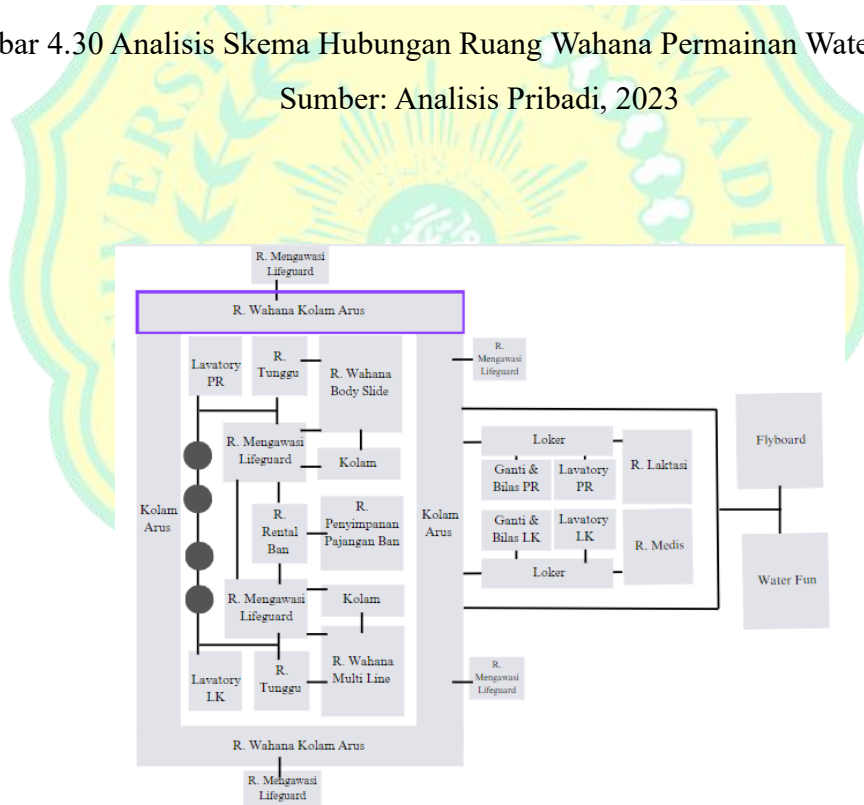 bar 4.30 Analisis Skema Hubungan Ruang Wahana Permainan Wate
Sumber: Analisis Pribadi, 2023
R. Mengawasi
Lifeguard
R. Wahana Kolam Arus
Lavatory
PR
R.
Tunggu
R. Wahana
Body Slide
R.
Mengawasi
Lifeguard
R. Mengawasi
Lifeguard
Kolam
Loker
Ganti &
Bilas PR
Lavatory
PR
R. Laktasi
Flyboard
Kolam
Arus
R.
Rental
Ban
R.
Penyimpanan
Pajangan Ban
Kolam
Arus
Ganti &
Bilas LK
Lavatory
LK
R. Medis
Loker
Water Fun
R. Mengawasi
Lifeguard
Kolam
Lavatory
LK
R.
Tunggu
R. Wahana
Multi Line
R.
Mengawasi
Lifeguard
R. Wahana Kolam Arus
R. Mengawasi
Lifeguard